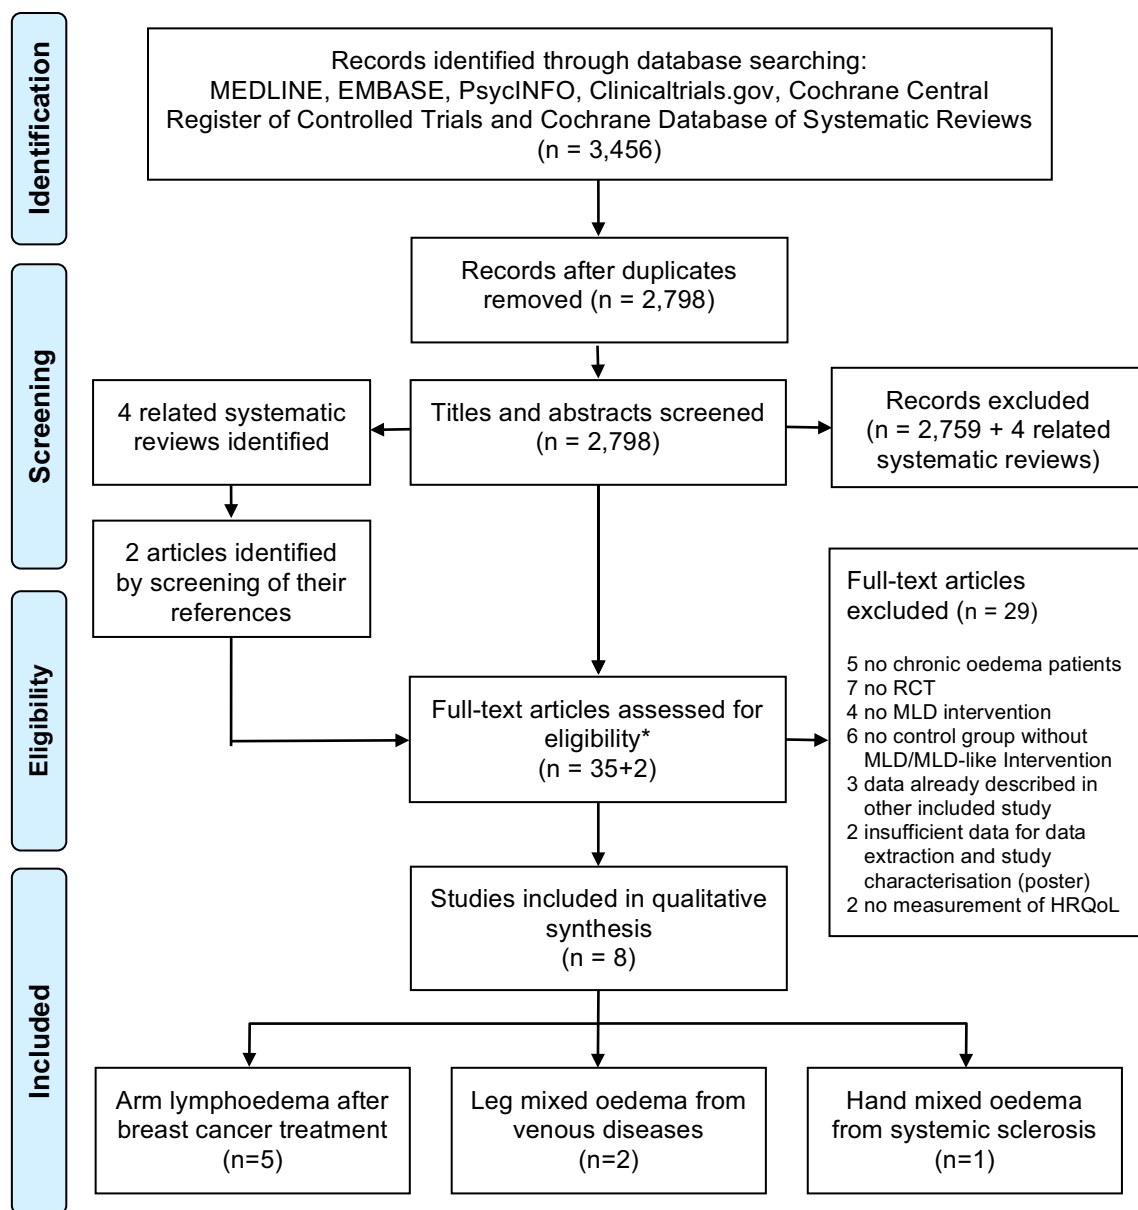 Identification
Records identified through database searching:
MEDLINE, EMBASE, PsycINFO, Clinicaltrials.gov, Cochrane Central
Register of Controlled Trials and Cochrane Database of Systematic Reviews
(n = 3,456)
Records after duplicates
removed (n = 2,798)
Screening
4 related systematic
reviews identified
Titles and abstracts screened
(n = 2,798)
Records excluded
(n = 2,759 + 4 related
systematic reviews)
2 articles identified
by screening of their
references
Eligibility
Full-text articles assessed for
eligibility*
(n = 35+2)
Full-text articles
excluded (n = 29)
5 no chronic oedema patients
7 no RCT
4 no MLD intervention
6 no control group without
MLD/MLD-like Intervention
3 data already described in
other included study
2 insufficient data for data
extraction and study
characterisation (poster)
2 no measurement of HRQoL
Included
Studies included in qualitative
synthesis
(n = 8)
Arm lymphoedema after
breast cancer treatment
(n=5)
Leg mixed oedema from
venous diseases
(n=2)
Hand mixed oedema
from systemic sclerosis
(n=1)